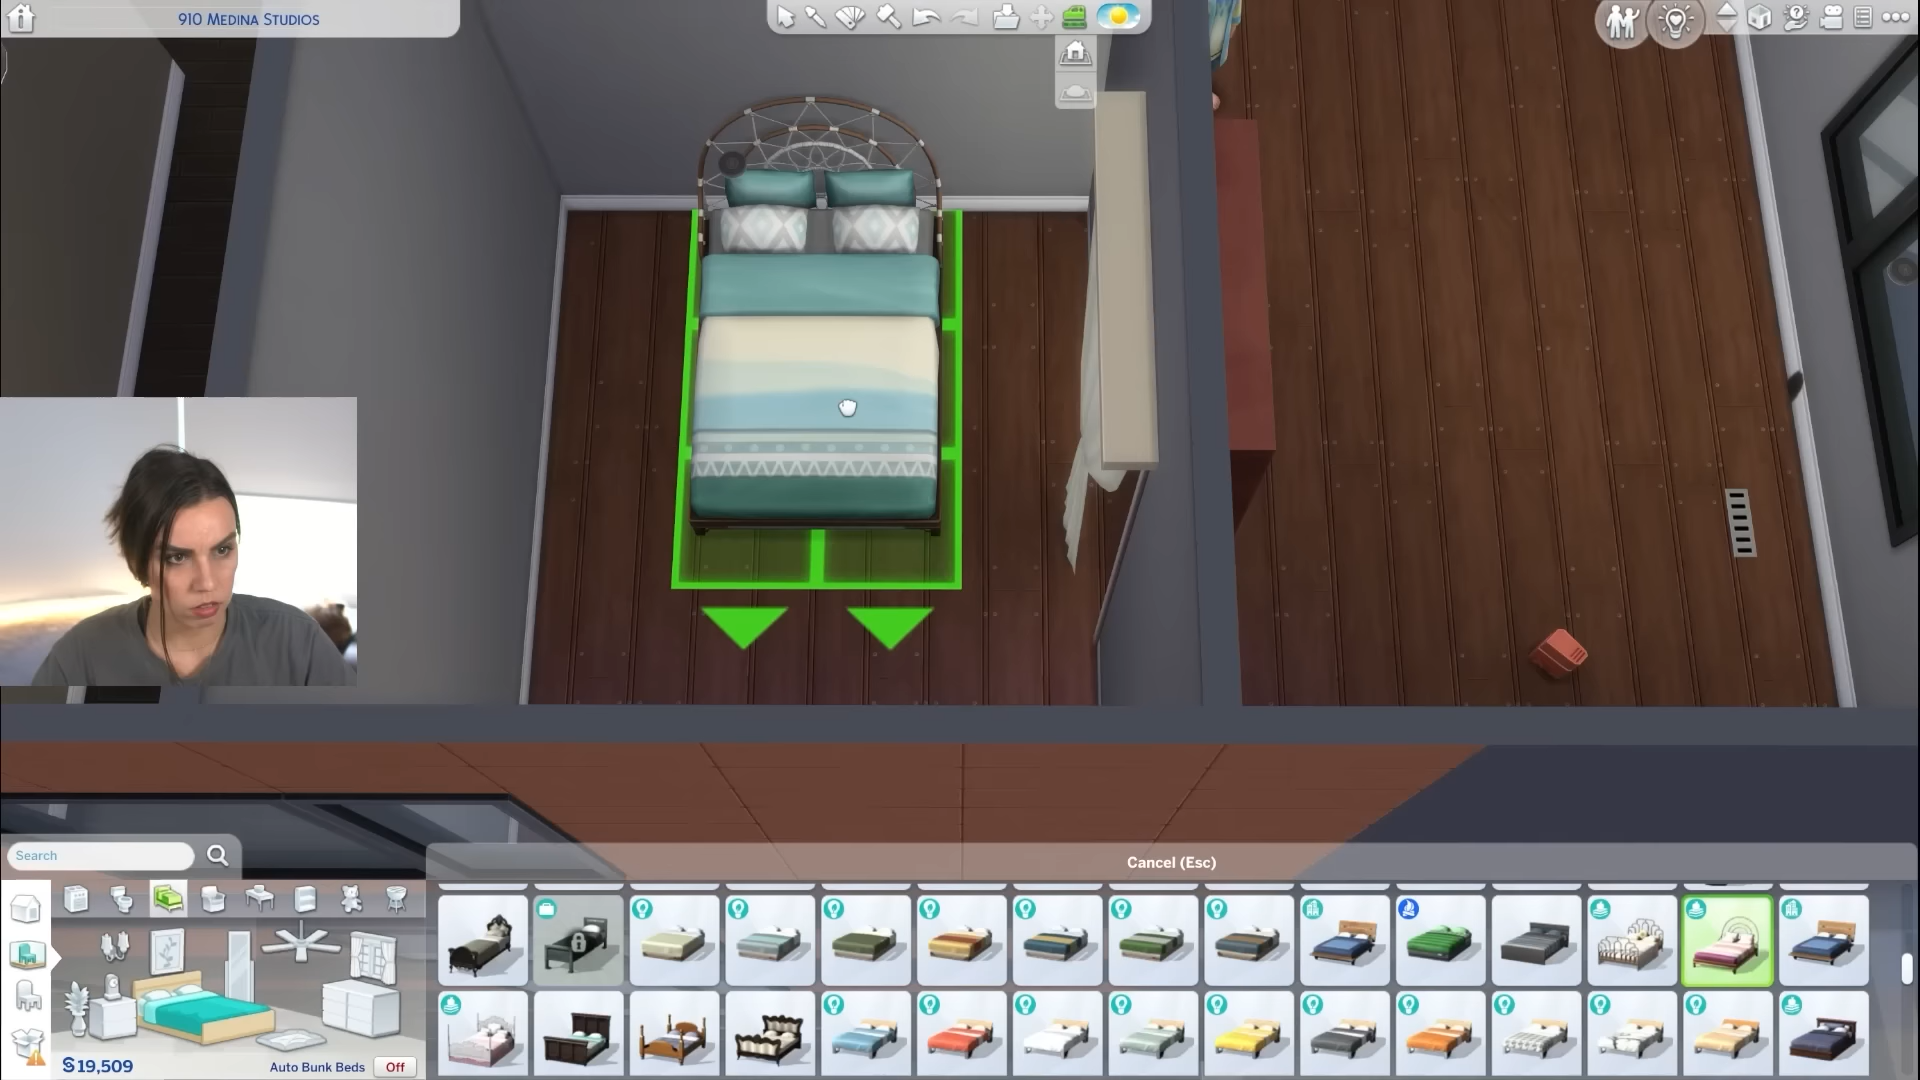 910 MEDINA STUDIOS
Cancel (Esc)
Search
§19,509
Auto Bunk Beds
Off